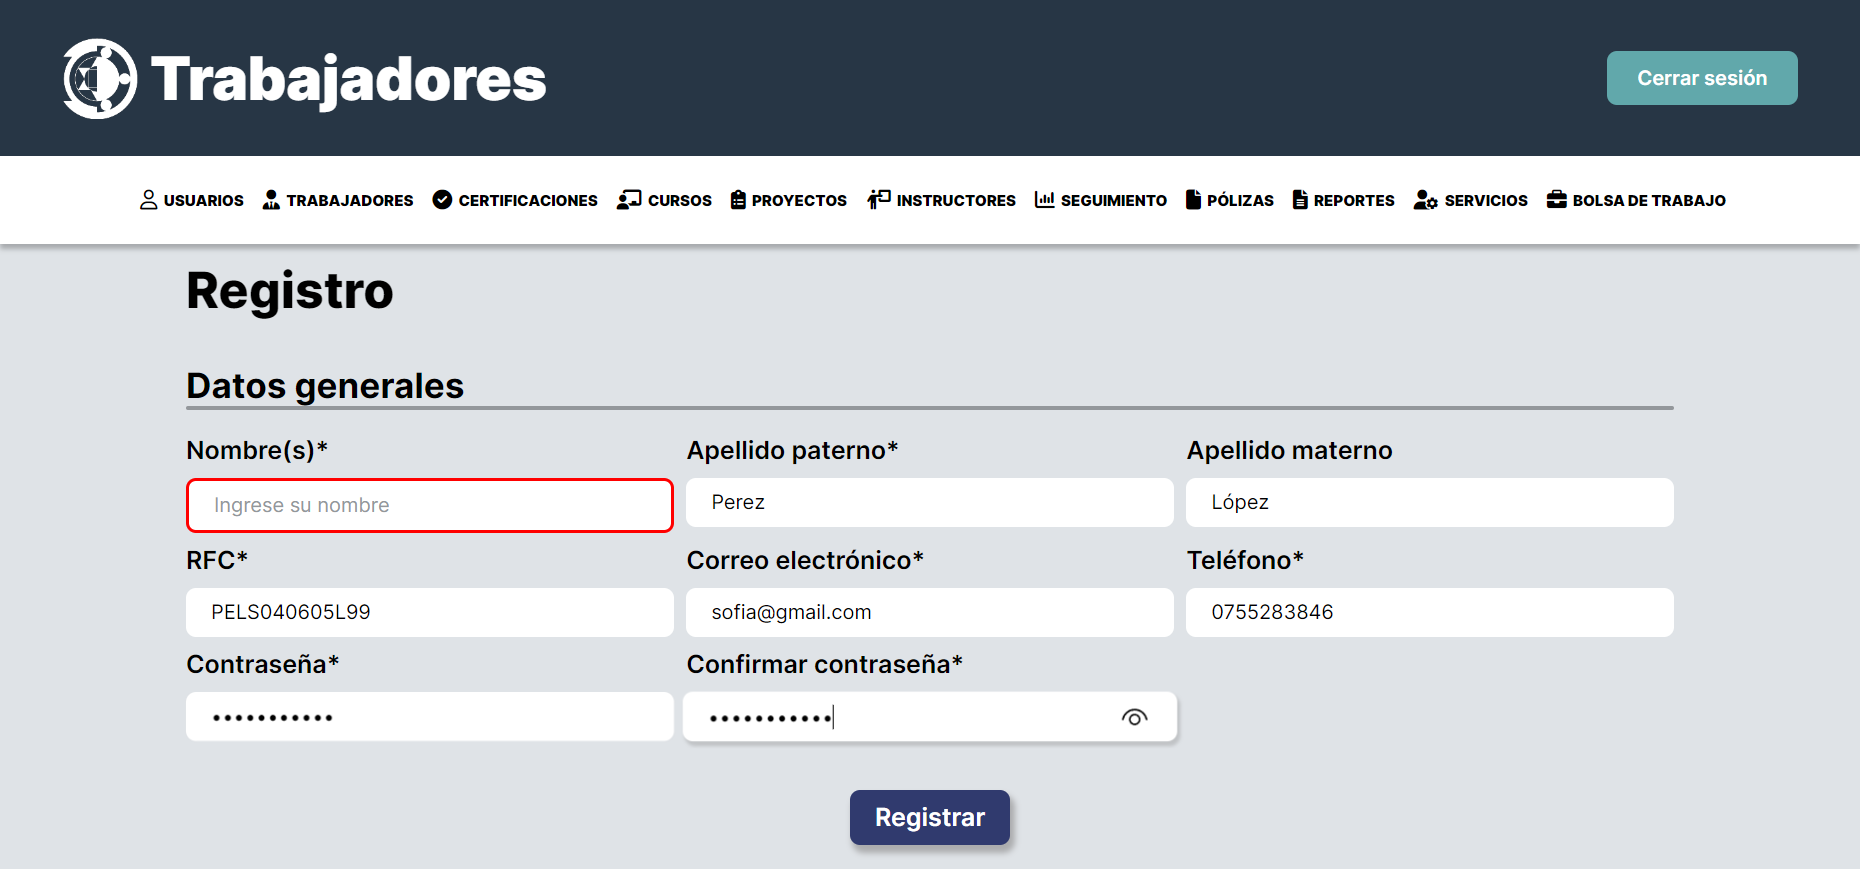 Trabajadores
Cerrar sesión
USUARIOS TRABAJADORES CERTIFICACIONES CURSOS PROYECTOS INSTRUCTORES SEGUIMIENTO PÓLIZAS REPORTES SERVICIOS BOLSA DE TRABAJO
Registro
Datos generales
Nombre(s)* Apellido paterno* Apellido materno
Ingrese su nombre Perez López
RFC* Correo electrónico* Teléfono*
PELS040605L99 sofia@gmail.com 0755283846
Contraseña* Confirmar contraseña*
••••••••••• •••••••••••
Registrar